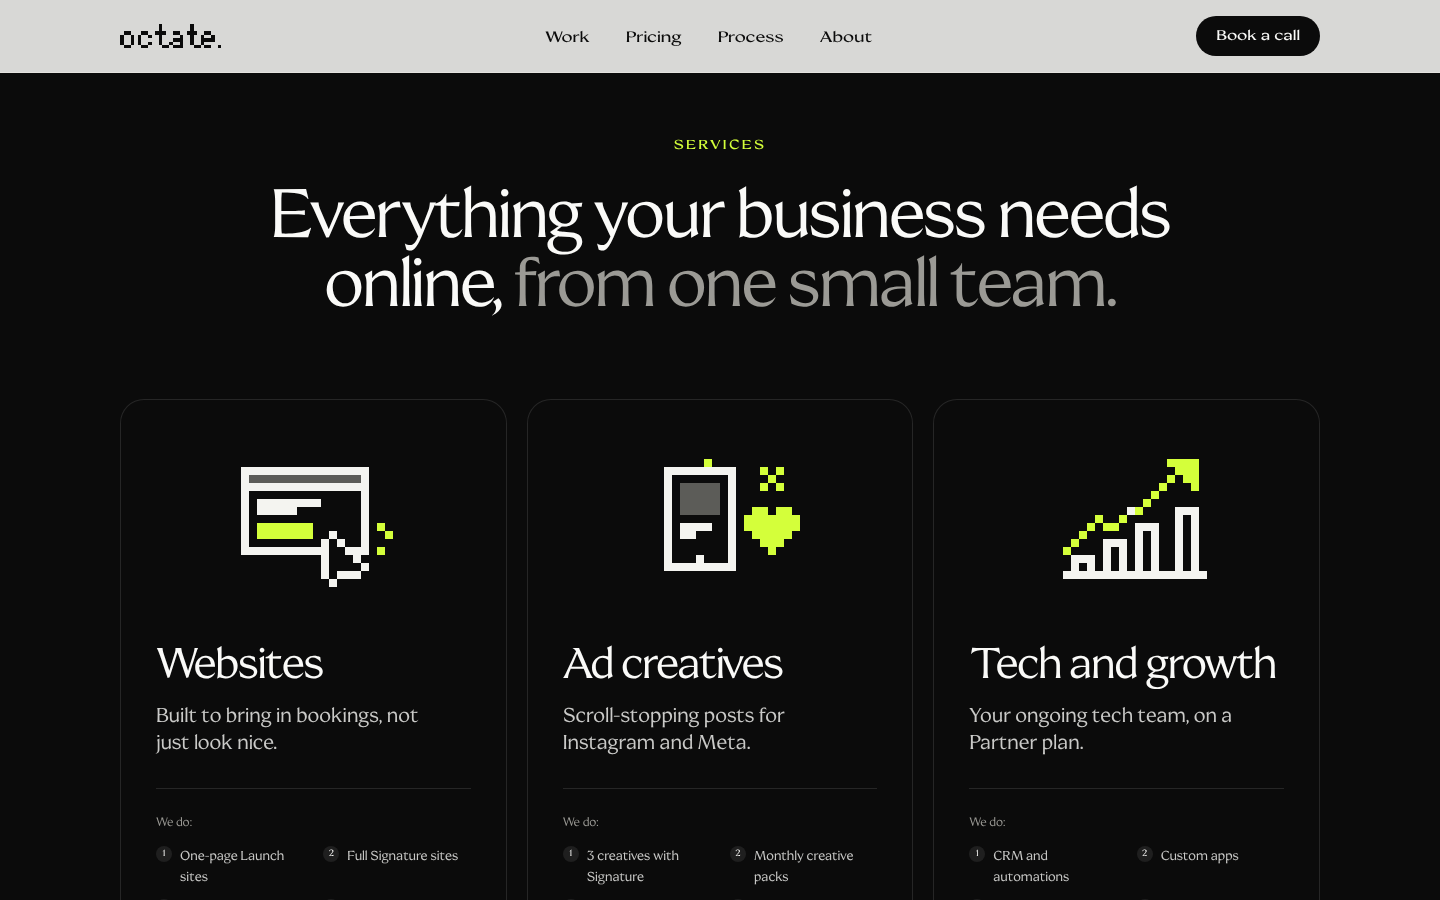 octate.
Work
Pricing
Process
About
Book a call
SERVICES
Everything your business needs
online, from one small team.
Websites
Built to bring in bookings, not
just look nice.
We do:
1 One-page Launch
sites
2 Full Signature sites
Ad creatives
Scroll-stopping posts for
Instagram and Meta.
We do:
1 3 creatives with
Signature
2 Monthly creative
packs
Tech and growth
Your ongoing tech team, on a
Partner plan.
We do:
1 CRM and
automations
2 Custom apps